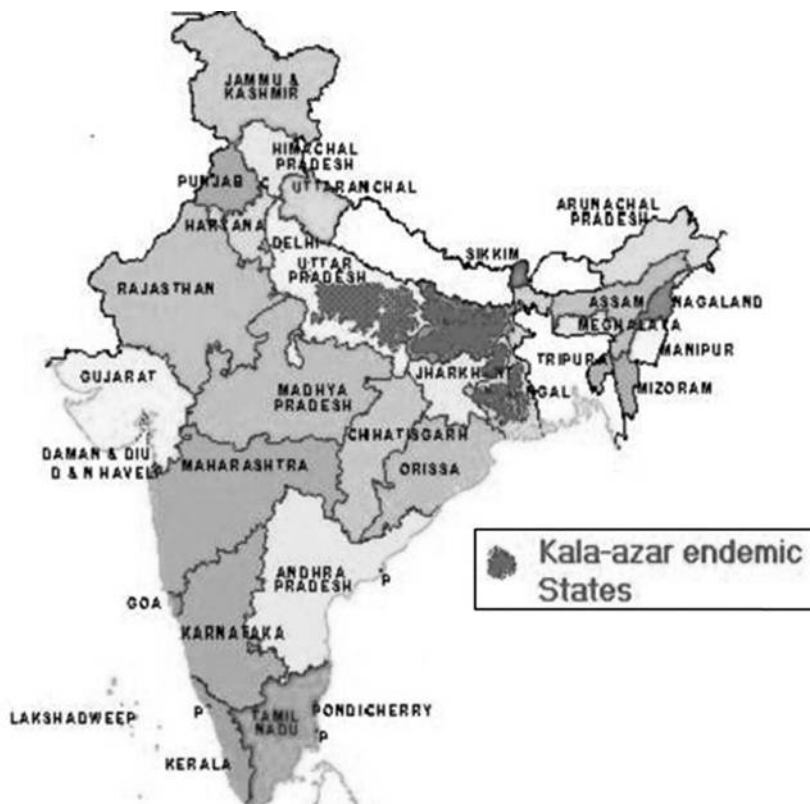 JAMMU &
KASHMIR
HIMACHAL
PRADESH
PUNJAB
C
UTTARANCHAL
ARUNACHAL
PRADESH
HARYANA
DELHI
SIKKIM
UTTAR
PRADESH
RAJASTHAN
ASSAM
NAGALAND
MEGHALAYA
TRIPURA
MANIPUR
JHARKHANT
GUJARAT
MADHYA
PRADESH
NGAL
MIZORAM
CHHATISGARH
DAMAN & DIU
D & N HAVELI
MAHARASHTRA
ORISSA
Kala-azar endemic
States
ANDHRA
PRADESH
P
GOA
KARNATAKA
LAKSHADWEEP
P
TAMIL
NADU
PONDICHERRY
P
KERALA